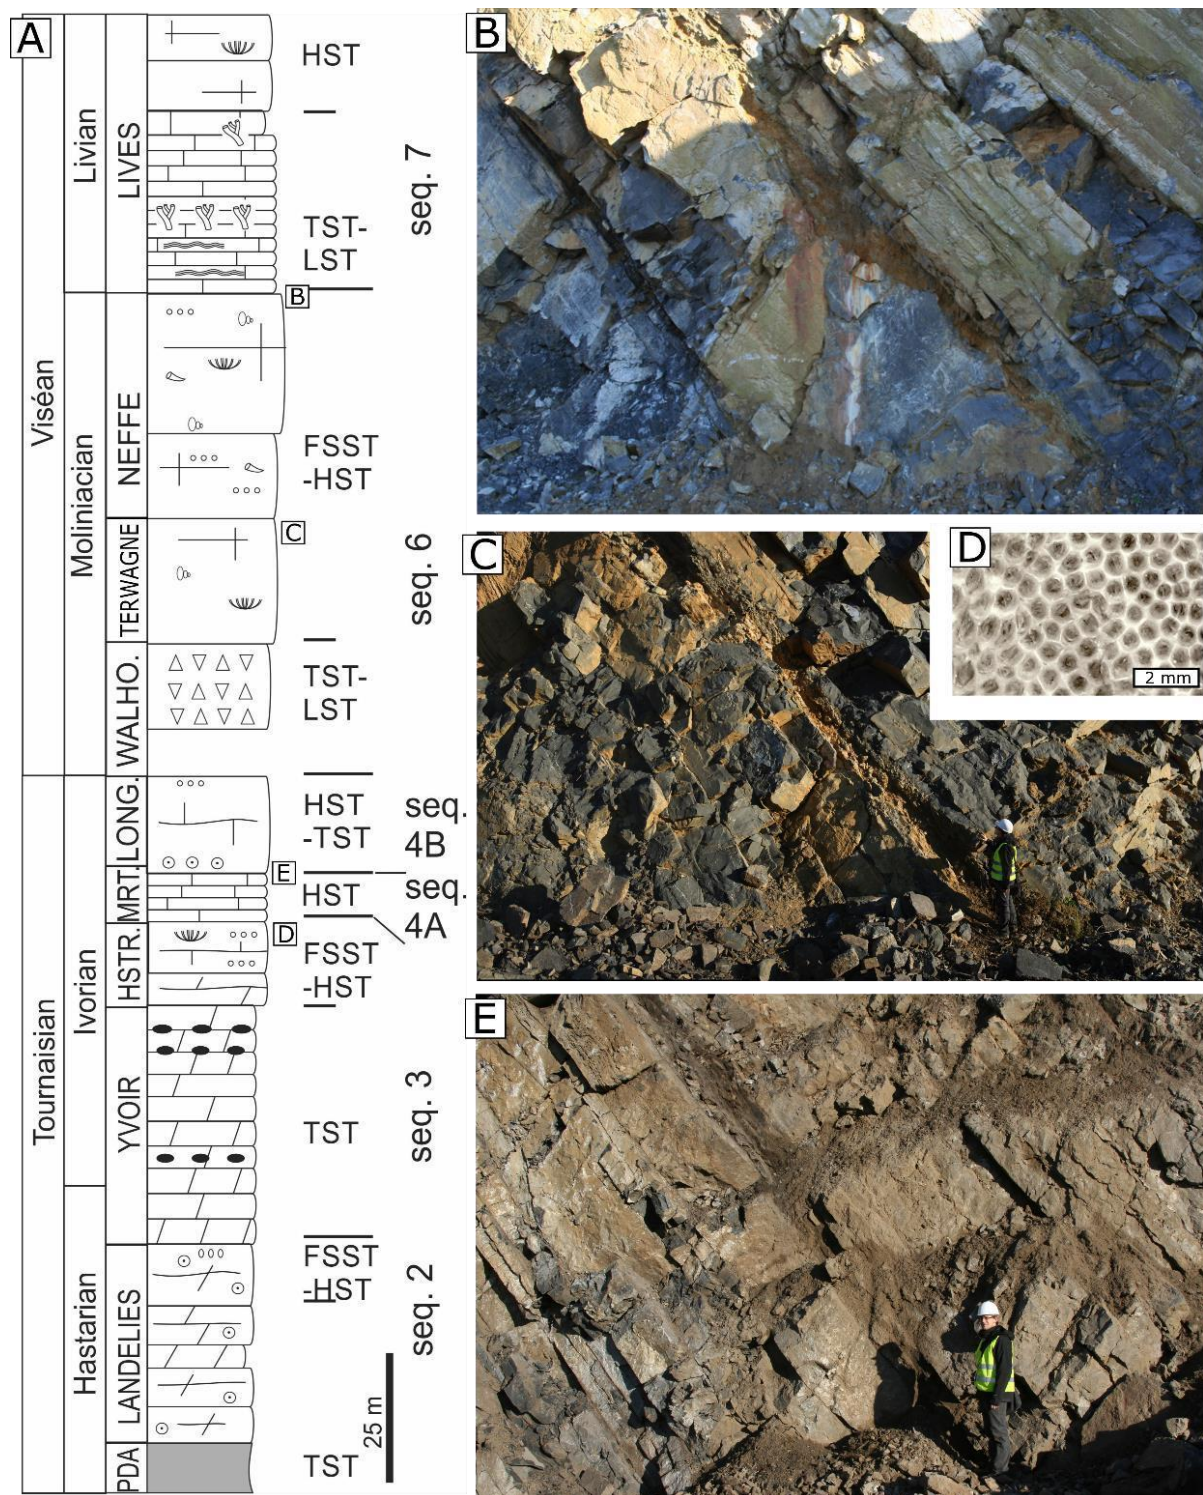 A
Viséan
Tournaisian
Livian
Moliniacian
Ivorian
Hastarian
LIVES
NEFFE
TERWAGNE
WALHO.
LONG.
MRT.
HSTR.
YVOIR
LANDELIES
PDA
HST
TST-
LST
seq. 7
B
FSST
-HST
C
seq. 6
TST-
LST
HST
-TST
seq.
4B
E
HST
seq.
4A
D
FSST
-HST
TST
seq. 3
FSST
-HST
seq. 2
25 m
TST
B
C
D
2 mm
E